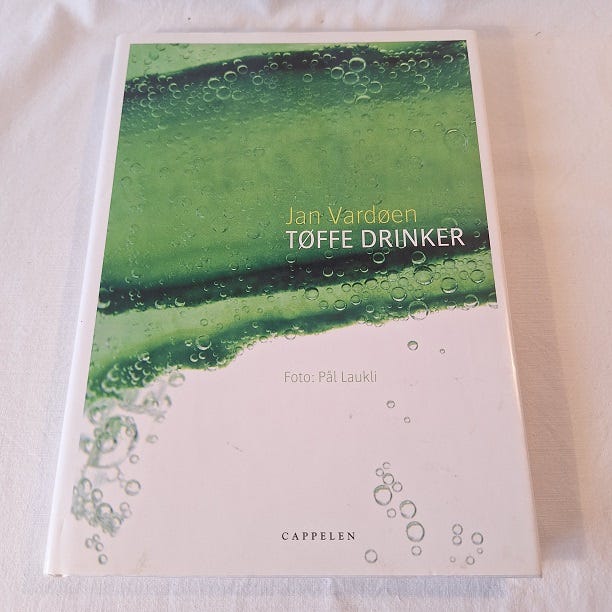 Jan Vardøen
TØFFE DRINKER
Foto: Pål Laukli
CAPPELEN